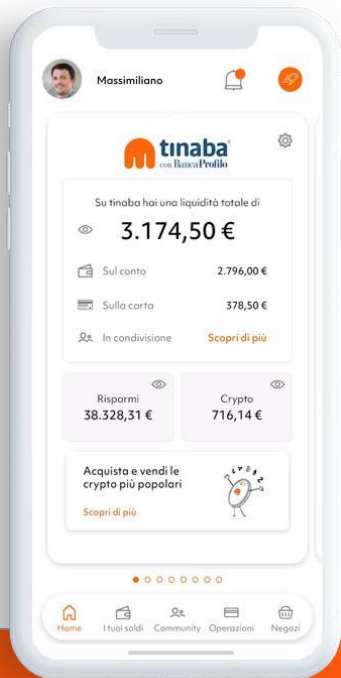 Massimiliano
tinaba
con Banca Profilo
Su tinaba hai una liquidità totale di
3.174,50 €
Sul conto 2.796,00 €
Sulla carta 378,50 €
In condivisione Scopri di più
Risparmi
38.328,31 €
Crypto
716,14 €
Acquista e vendi le
crypto più popolari
Scopri di più
Home I tuoi soldi Community Operazioni Negozi